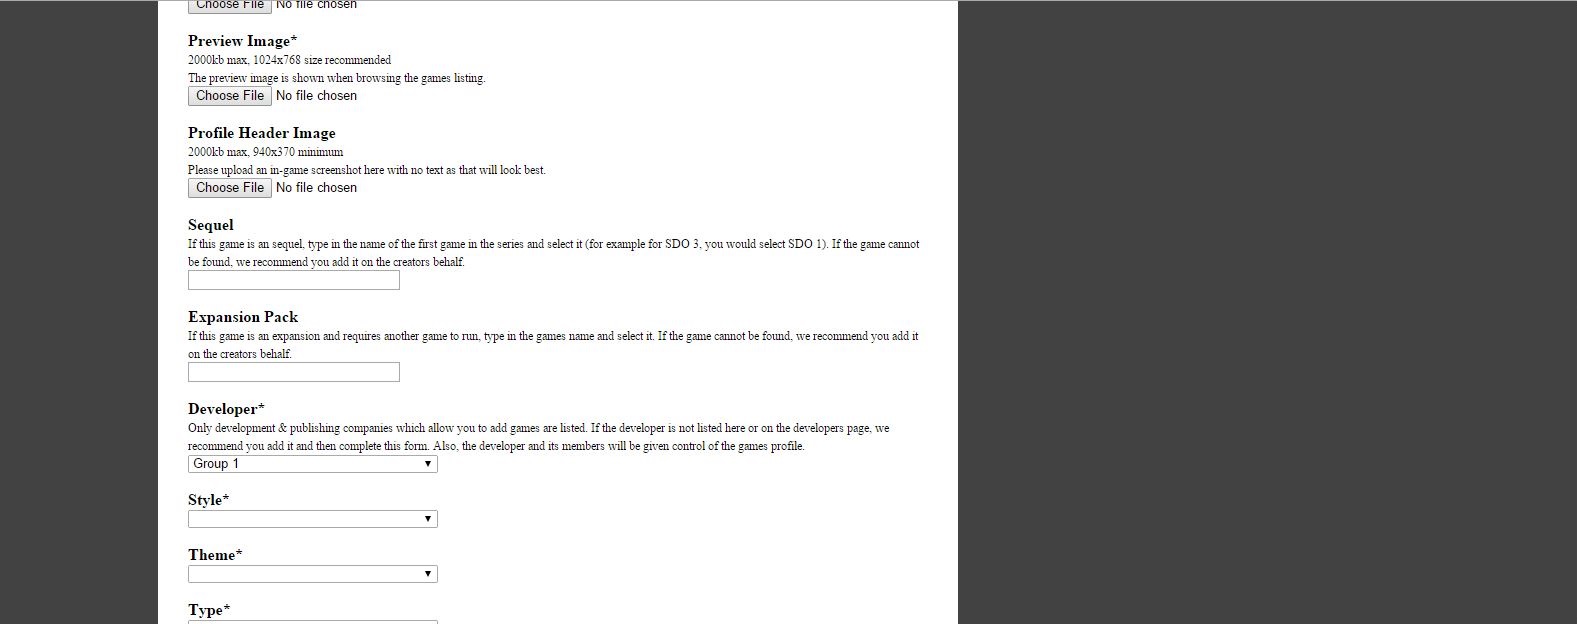 Choose File No file chosen
Preview Image*
2000kb max, 1024x768 size recommended
The preview image is shown when browsing the games listing.
Choose File No file chosen
Profile Header Image
2000kb max, 940x370 minimum
Please upload an in-game screenshot here with no text as that will look best.
Choose File No file chosen
Sequel
If this game is an sequel, type in the name of the first game in the series and select it (for example for SDO 3, you would select SDO 1). If the game cannot
be found, we recommend you add it on the creators behalf.
Expansion Pack
If this game is an expansion and requires another game to run, type in the games name and select it. If the game cannot be found, we recommend you add it
on the creators behalf.
Developer*
Only development & publishing companies which allow you to add games are listed. If the developer is not listed here or on the developers page, we
recommend you add it and then complete this form. Also, the developer and its members will be given control of the games profile.
Group 1
Style*
Theme*
Type*